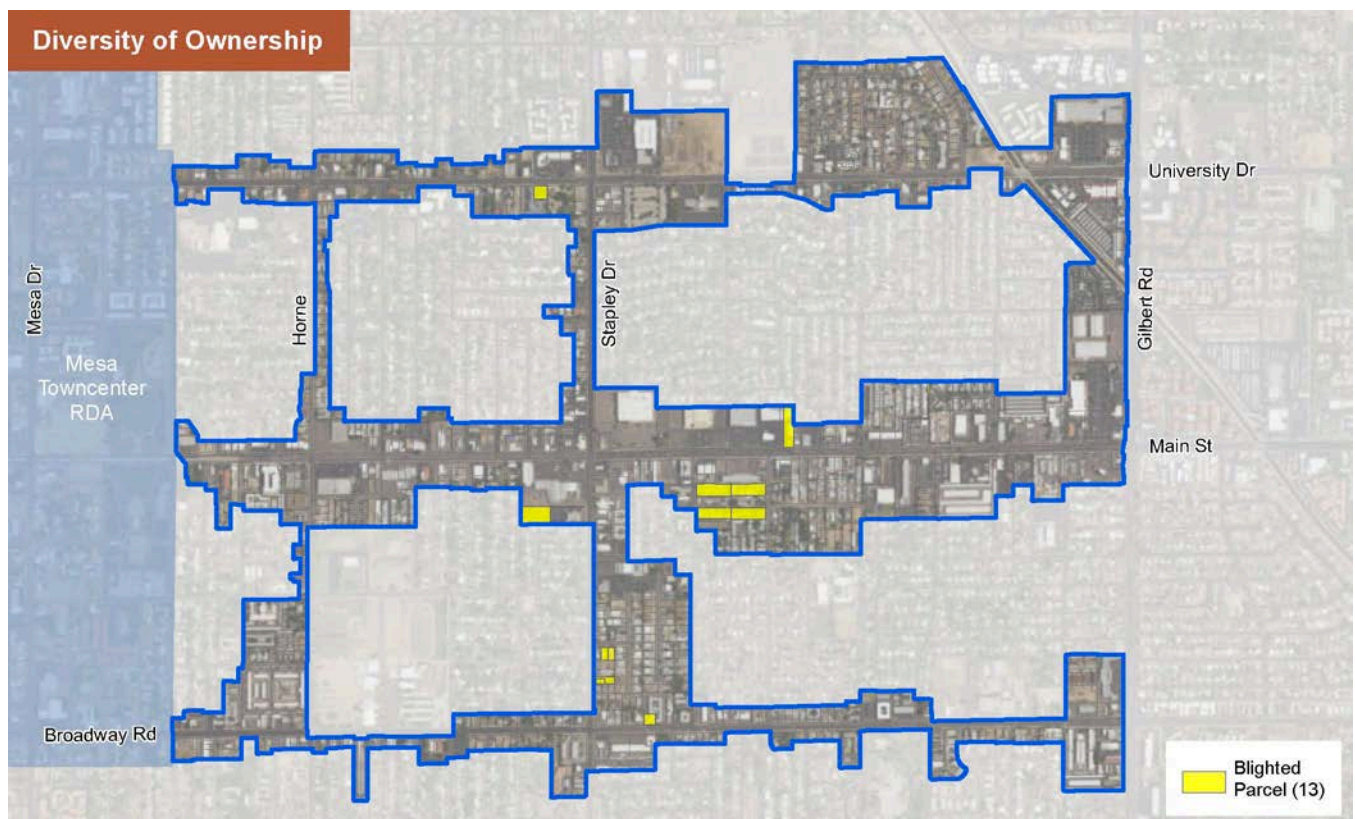 Diversity of Ownership
University Dr
Mesa Dr
Horne
Stapley Dr
Gilbert Rd
Mesa
Towncenter
RDA
Main St
Broadway Rd
Blighted
Parcel (13)